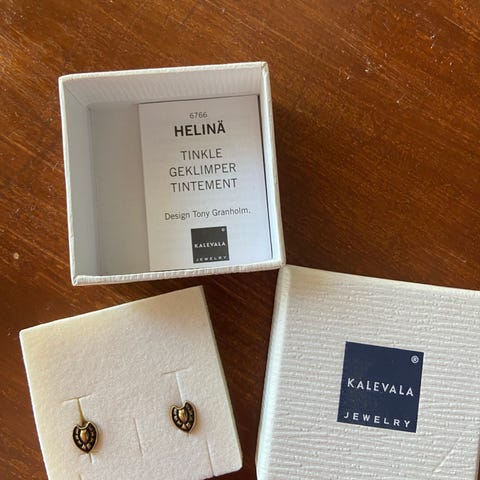 6766
HELINÄ
TINKLE
GEKLIMPER
TINTEMENT
Design Tony Granholm.
®
KALEVALA
JEWELRY
®
KALEVALA
JEWELRY